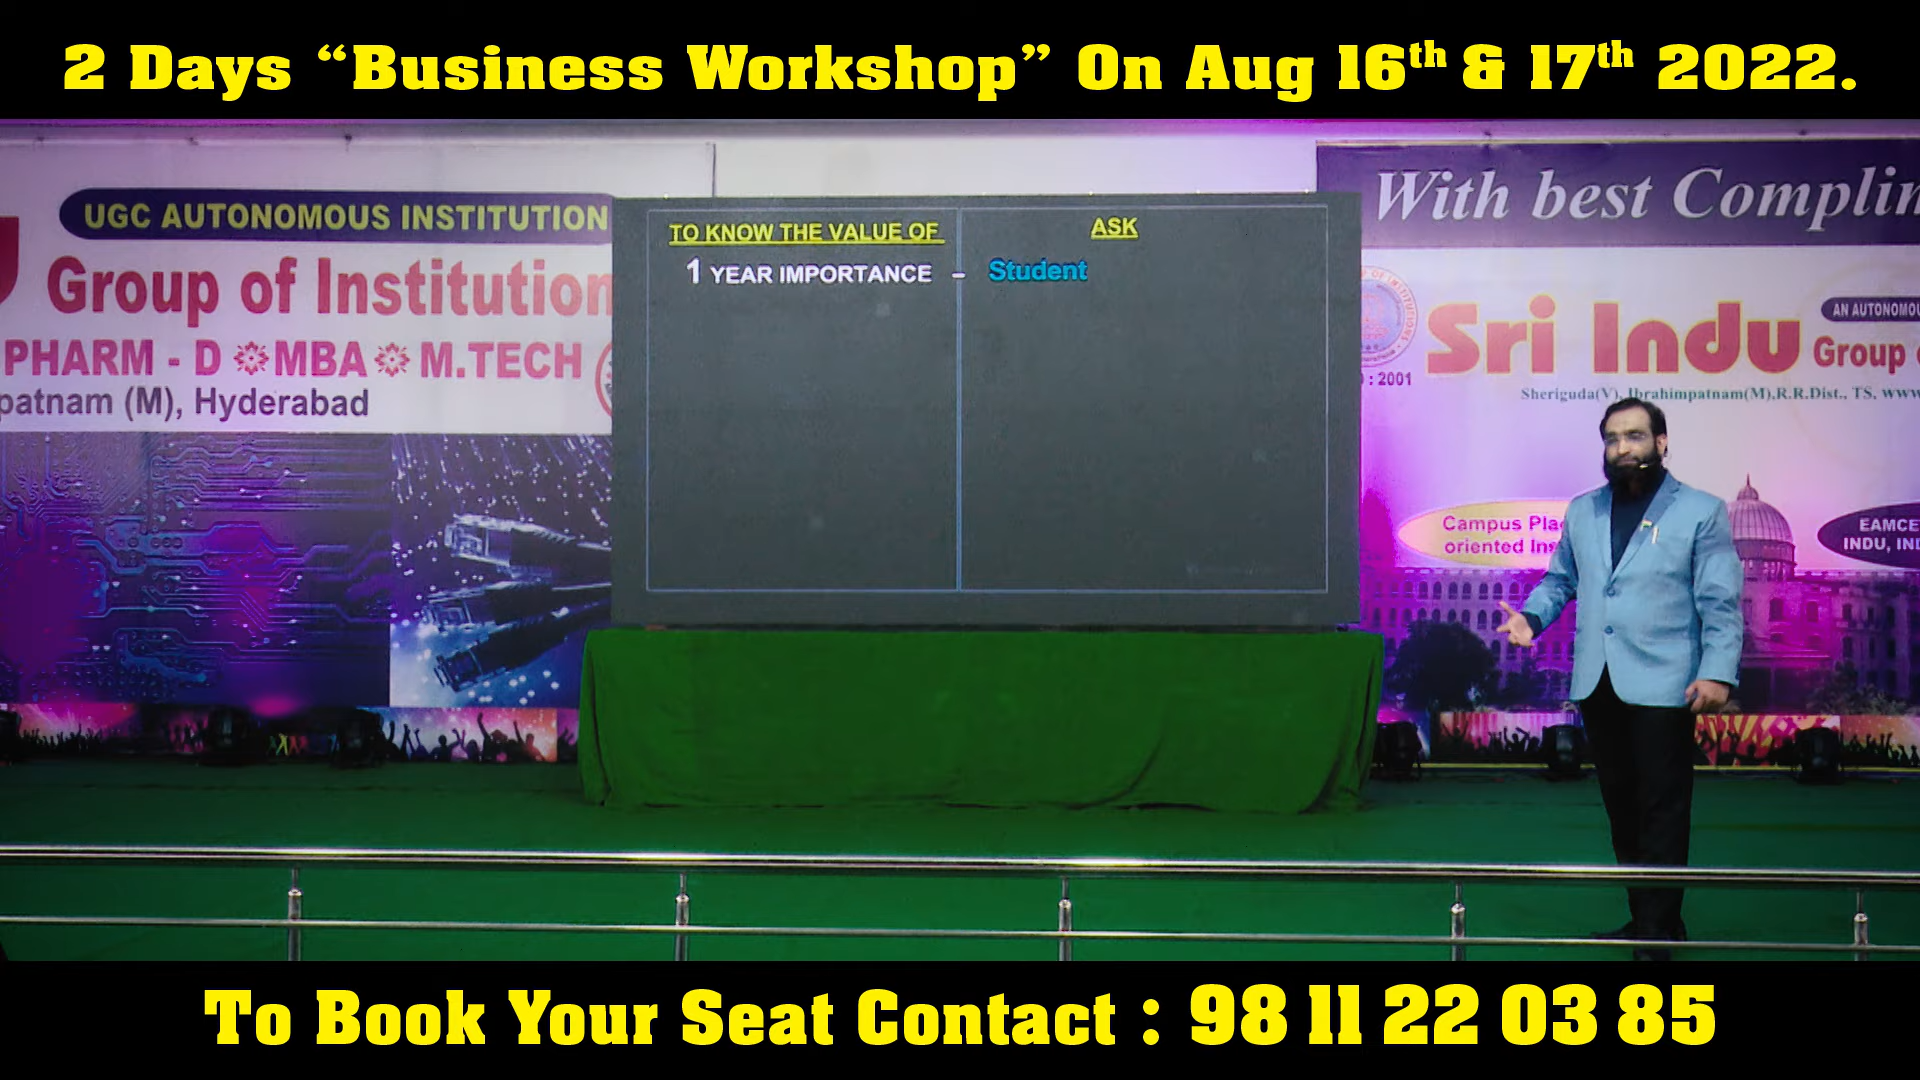 2 Days “Business Workshop” On Aug 16th & 17th 2022.
UGC AUTONOMOUS INSTITUTION
Group of Institution
PHARM - D MBA M.TECH
patnam (M), Hyderabad
TO KNOW THE VALUE OF
ASK
1 YEAR IMPORTANCE - Student
With best Complim
AN AUTONOMOU
Sri Indu
Group
: 2001
Sheriguda(V), Ibrahimpatnam(M),R.R.Dist., TS, www
Campus Pla
oriented Ins
EAMCE
INDU, IND
To Book Your Seat Contact : 98 11 22 03 85